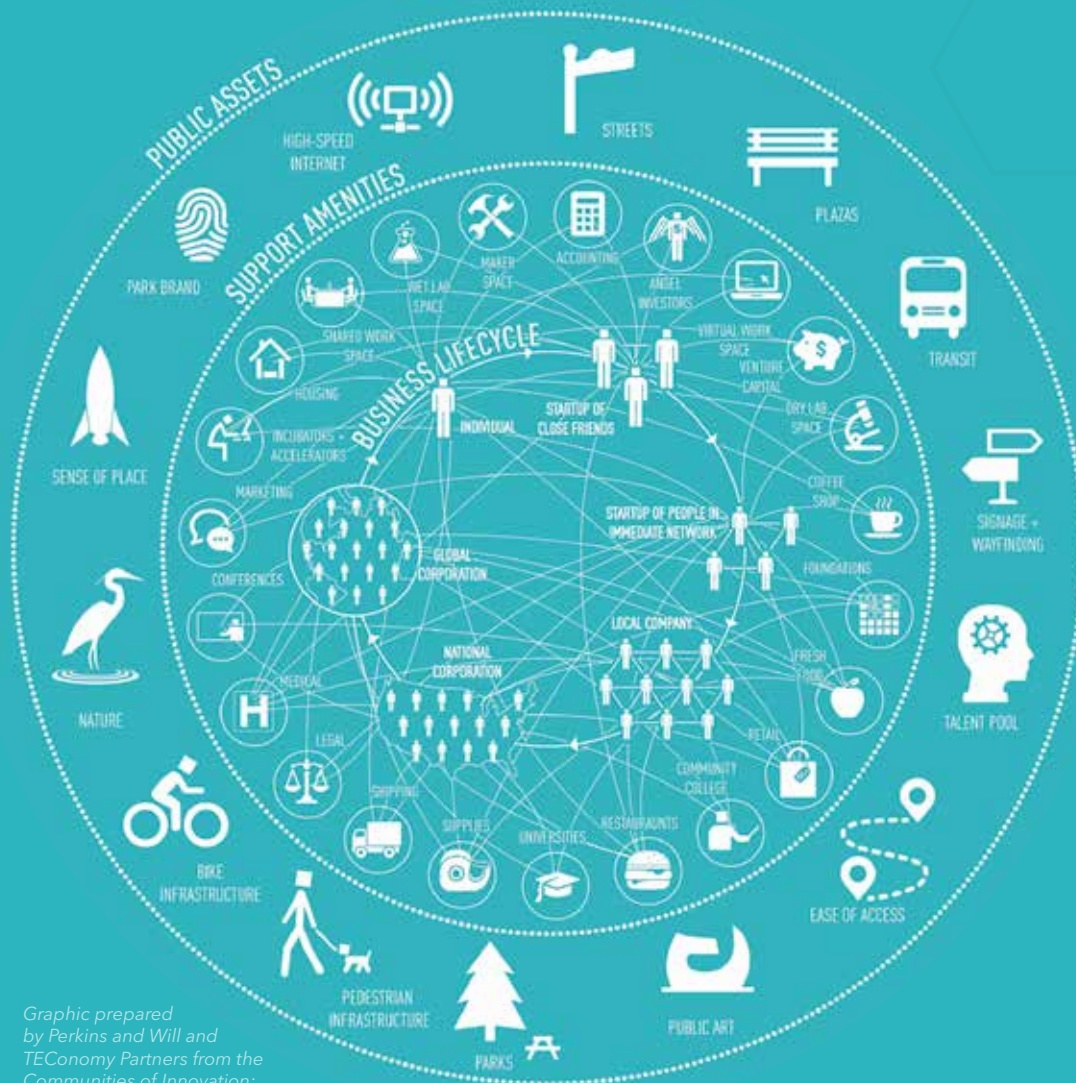 PUBLIC ASSETS
HIGH-SPEED
INTERNET
STREETS
PLAZAS
TRANSIT
SIGNAGE +
WAYFINDING
TALENT POOL
EASE OF ACCESS
PUBLIC ART
PARKS
PEDESTRIAN
INFRASTRUCTURE
BIKE
INFRASTRUCTURE
NATURE
SENSE OF PLACE
PARK BRAND
SUPPORT AMENITIES
WET LAB
SPACE
MAKER
SPACE
ACCOUNTING
ANGEL
INVESTORS
VIRTUAL WORK
SPACE
VENTURE
CAPITAL
DRY LAB
SPACE
COFFEE
SHOP
FOUNDATIONS
FRESH
FOOD
RETAIL
COMMUNITY
COLLEGE
RESTAURAUNTS
UNIVERSITIES
SUPPLIES
SHIPPING
LEGAL
MEDICAL
CONFERENCES
MARKETING
INCUBATORS +
ACCELERATORS
HOUSING
SHARED WORK
SPACE
BUSINESS LIFECYCLE
INDIVIDUAL
STARTUP OF
CLOSE FRIENDS
STARTUP OF PEOPLE IN
IMMEDIATE NETWORK
LOCAL COMPANY
NATIONAL
CORPORATION
GLOBAL
CORPORATION
H
$
Graphic prepared
by Perkins and Will and
TEConomy Partners from the
Communities of Innovation: